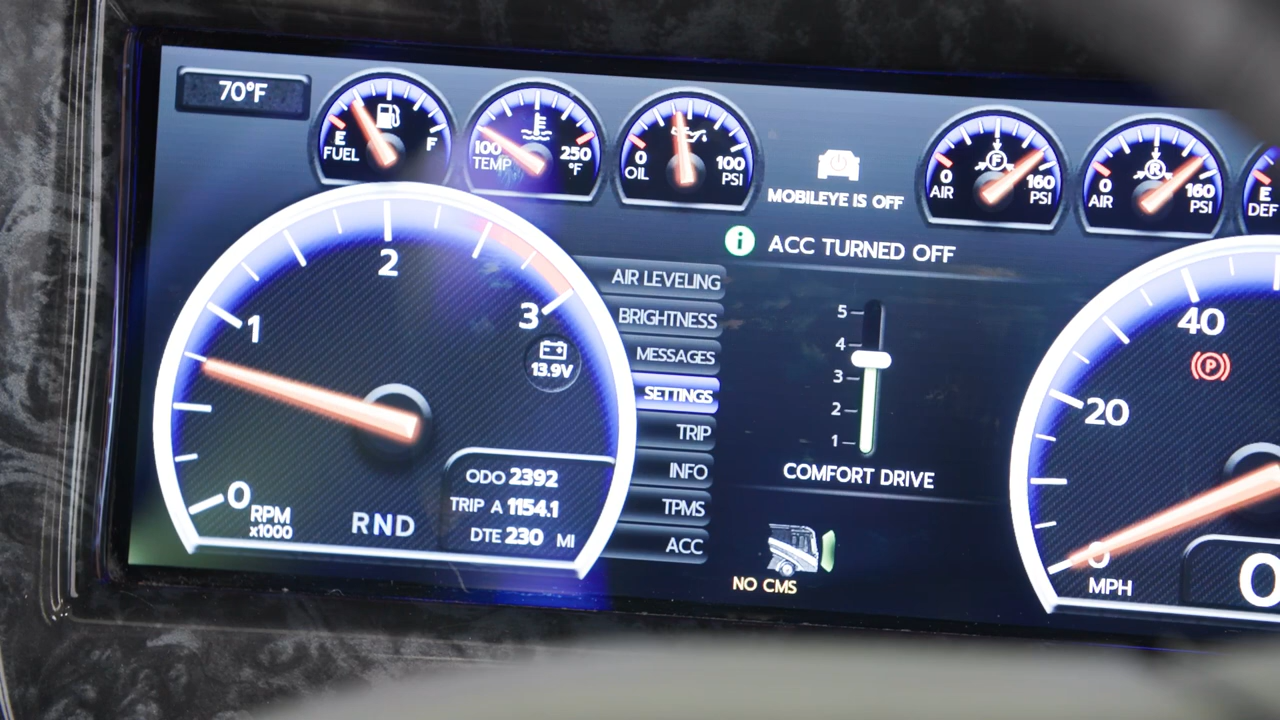 70°F
E
F
FUEL
100
250
TEMP
°F
0
100
OIL
PSI
MOBILEYE IS OFF
F
0
160
AIR
PSI
R
0
160
AIR
PSI
E
DEF
i ACC TURNED OFF
0
1
2
3
RPM
x1000
13.9V
RND
ODO 2392
TRIP A 1154.1
DTE 230 MI
AIR LEVELING
BRIGHTNESS
MESSAGES
SETTINGS
TRIP
INFO
TPMS
ACC
5
4
3
2
1
COMFORT DRIVE
NO CMS
40
P
20
0
MPH
0